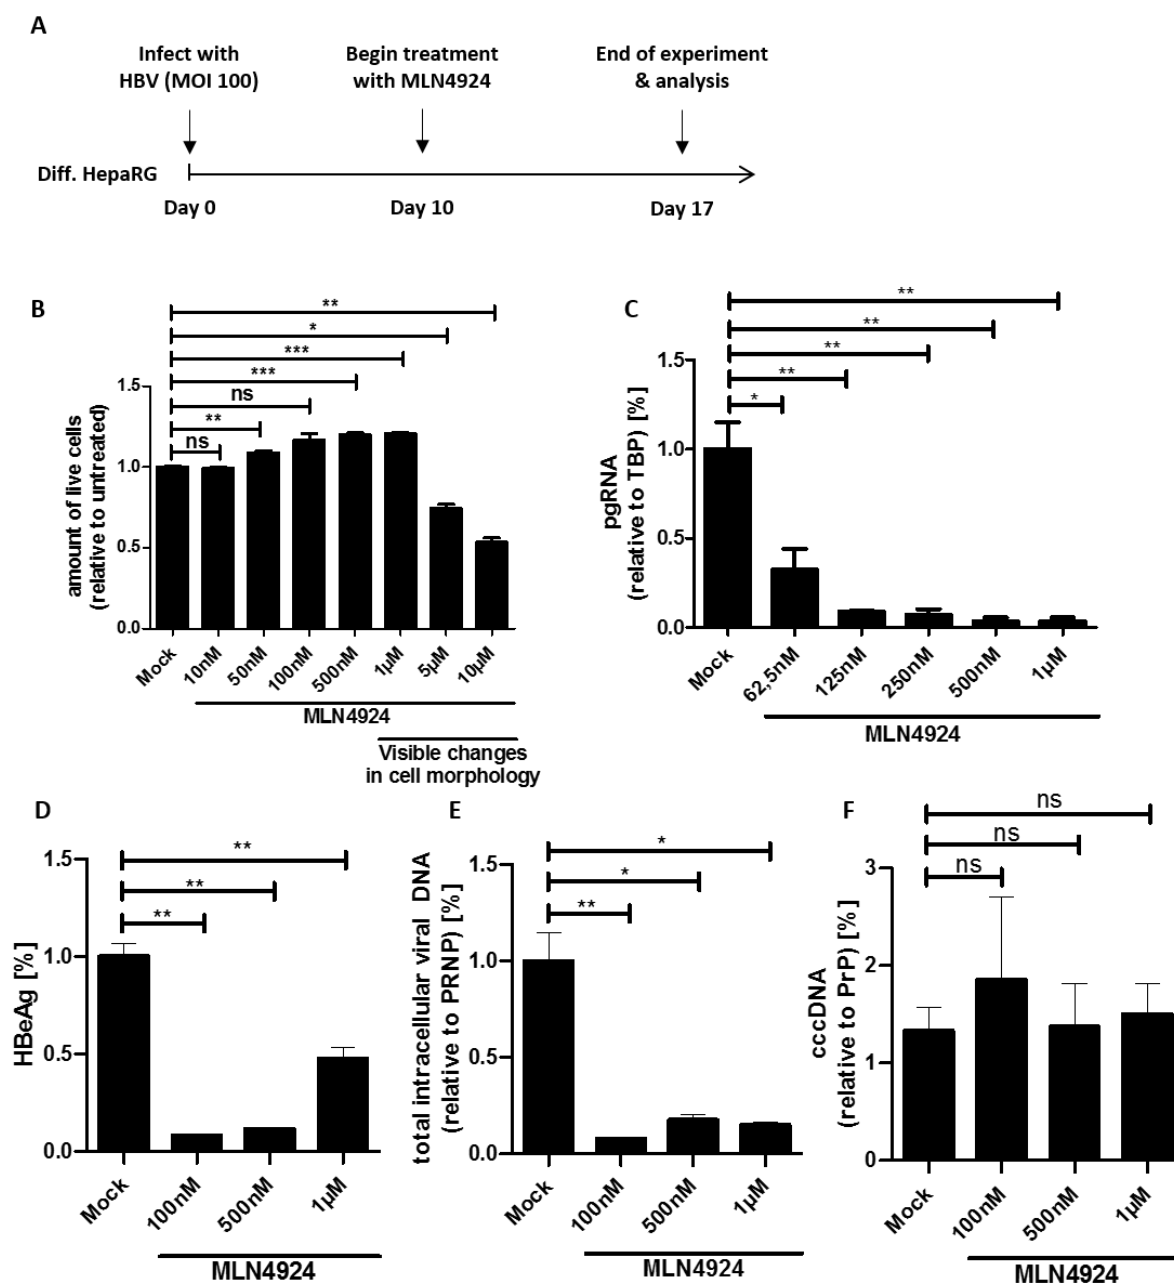 A
Infect with
HBV (MOI 100)
Begin treatment
with MLN4924
End of experiment
& analysis
Diff. HepaRG
Day 0
Day 10
Day 17
B
**
*
***
***
ns
**
ns
amount of live cells
(relative to untreated)
1.5
1.0
0.5
0.0
Mock
10nM
50nM
100nM
500nM
1µM
5µM
10µM
MLN4924
Visible changes
in cell morphology
C
**
**
**
**
*
pgRNA
(relative to TBP) [%]
1.5
1.0
0.5
0.0
Mock
62,5nM
125nM
250nM
500nM
1µM
MLN4924
D
**
**
**
HBeAg [%]
1.5
1.0
0.5
0.0
Mock
100nM
500nM
1µM
MLN4924
E
*
*
**
total intracellular viral DNA
(relative to PRNP) [%]
1.5
1.0
0.5
0.0
Mock
100nM
500nM
1µM
MLN4924
F
ns
ns
ns
cccDNA
(relative to PrP) [%]
3
2
1
0
Mock
100nM
500nM
1µM
MLN4924